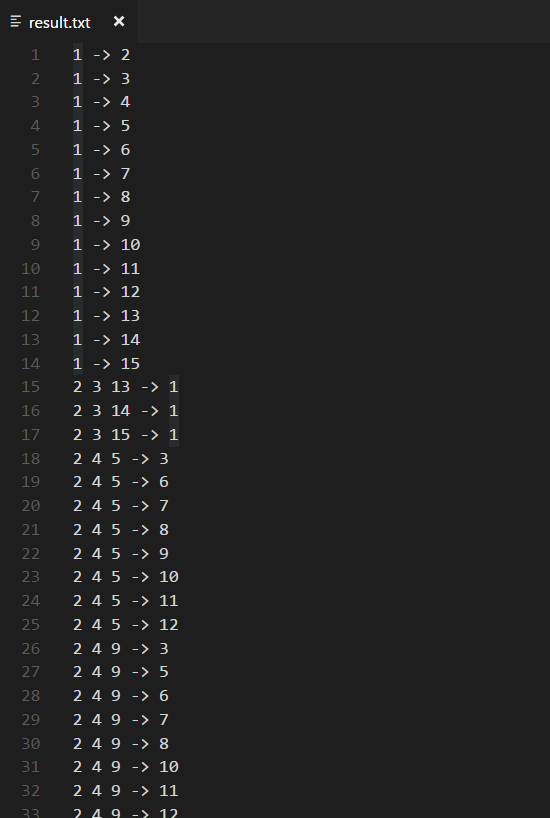 result.txt ×
1 1 -> 2
2 1 -> 3
3 1 -> 4
4 1 -> 5
5 1 -> 6
6 1 -> 7
7 1 -> 8
8 1 -> 9
9 1 -> 10
10 1 -> 11
11 1 -> 12
12 1 -> 13
13 1 -> 14
14 1 -> 15
15 2 3 13 -> 1
16 2 3 14 -> 1
17 2 3 15 -> 1
18 2 4 5 -> 3
19 2 4 5 -> 6
20 2 4 5 -> 7
21 2 4 5 -> 8
22 2 4 5 -> 9
23 2 4 5 -> 10
24 2 4 5 -> 11
25 2 4 5 -> 12
26 2 4 9 -> 3
27 2 4 9 -> 5
28 2 4 9 -> 6
29 2 4 9 -> 7
30 2 4 9 -> 8
31 2 4 9 -> 10
32 2 4 9 -> 11
33 2 4 9 -> 12